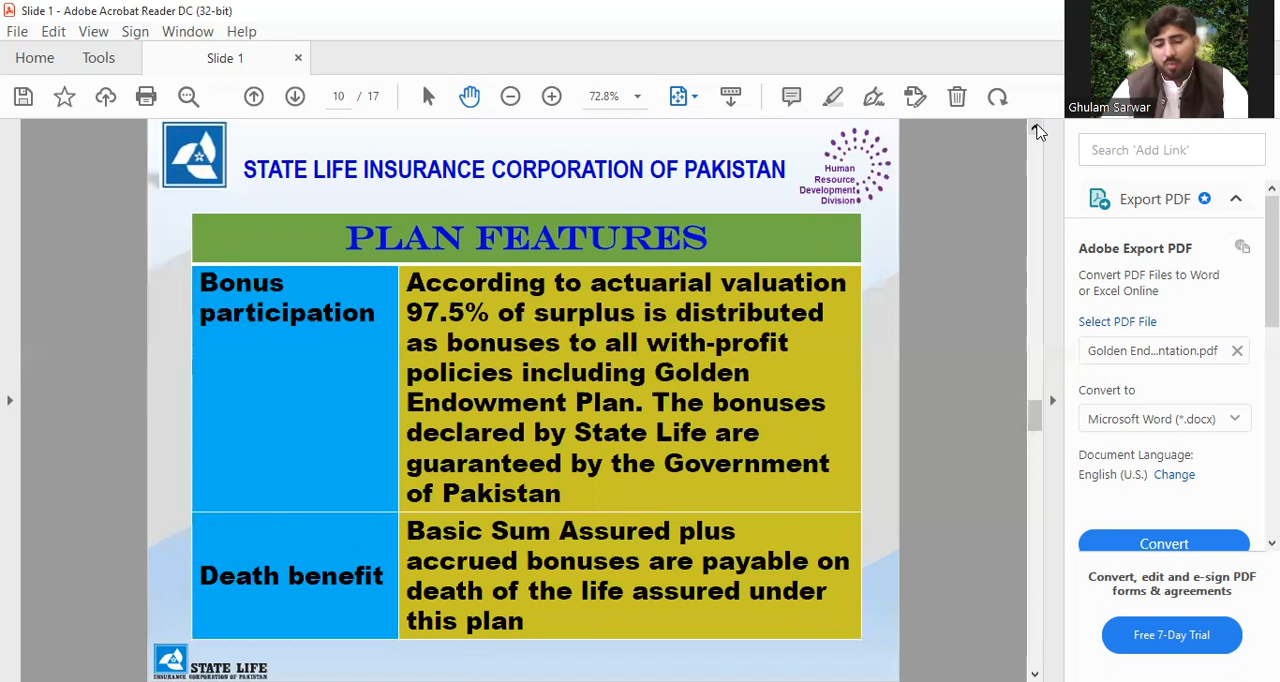 Slide 1 - Adobe Acrobat Reader DC (32-bit)
File Edit View Sign Window Help
Home Tools Slide 1 ×
10 / 17 72.8%
Ghulam Sarwar
STATE LIFE INSURANCE CORPORATION OF PAKISTAN
Human
Resource
Development
Division
PLAN FEATURES
Bonus
participation
According to actuarial valuation
97.5% of surplus is distributed
as bonuses to all with-profit
policies including Golden
Endowment Plan. The bonuses
declared by State Life are
guaranteed by the Government
of Pakistan
Death benefit
Basic Sum Assured plus
accrued bonuses are payable on
death of the life assured under
this plan
STATE LIFE
INSURANCE CORPORATION OF PAKISTAN
Search 'Add Link'
Export PDF
Adobe Export PDF
Convert PDF Files to Word
or Excel Online
Select PDF File
Golden End...ntation.pdf
Convert to
Microsoft Word (*.docx)
Document Language:
English (U.S.) Change
Convert
Convert, edit and e-sign PDF
forms & agreements
Free 7-Day Trial